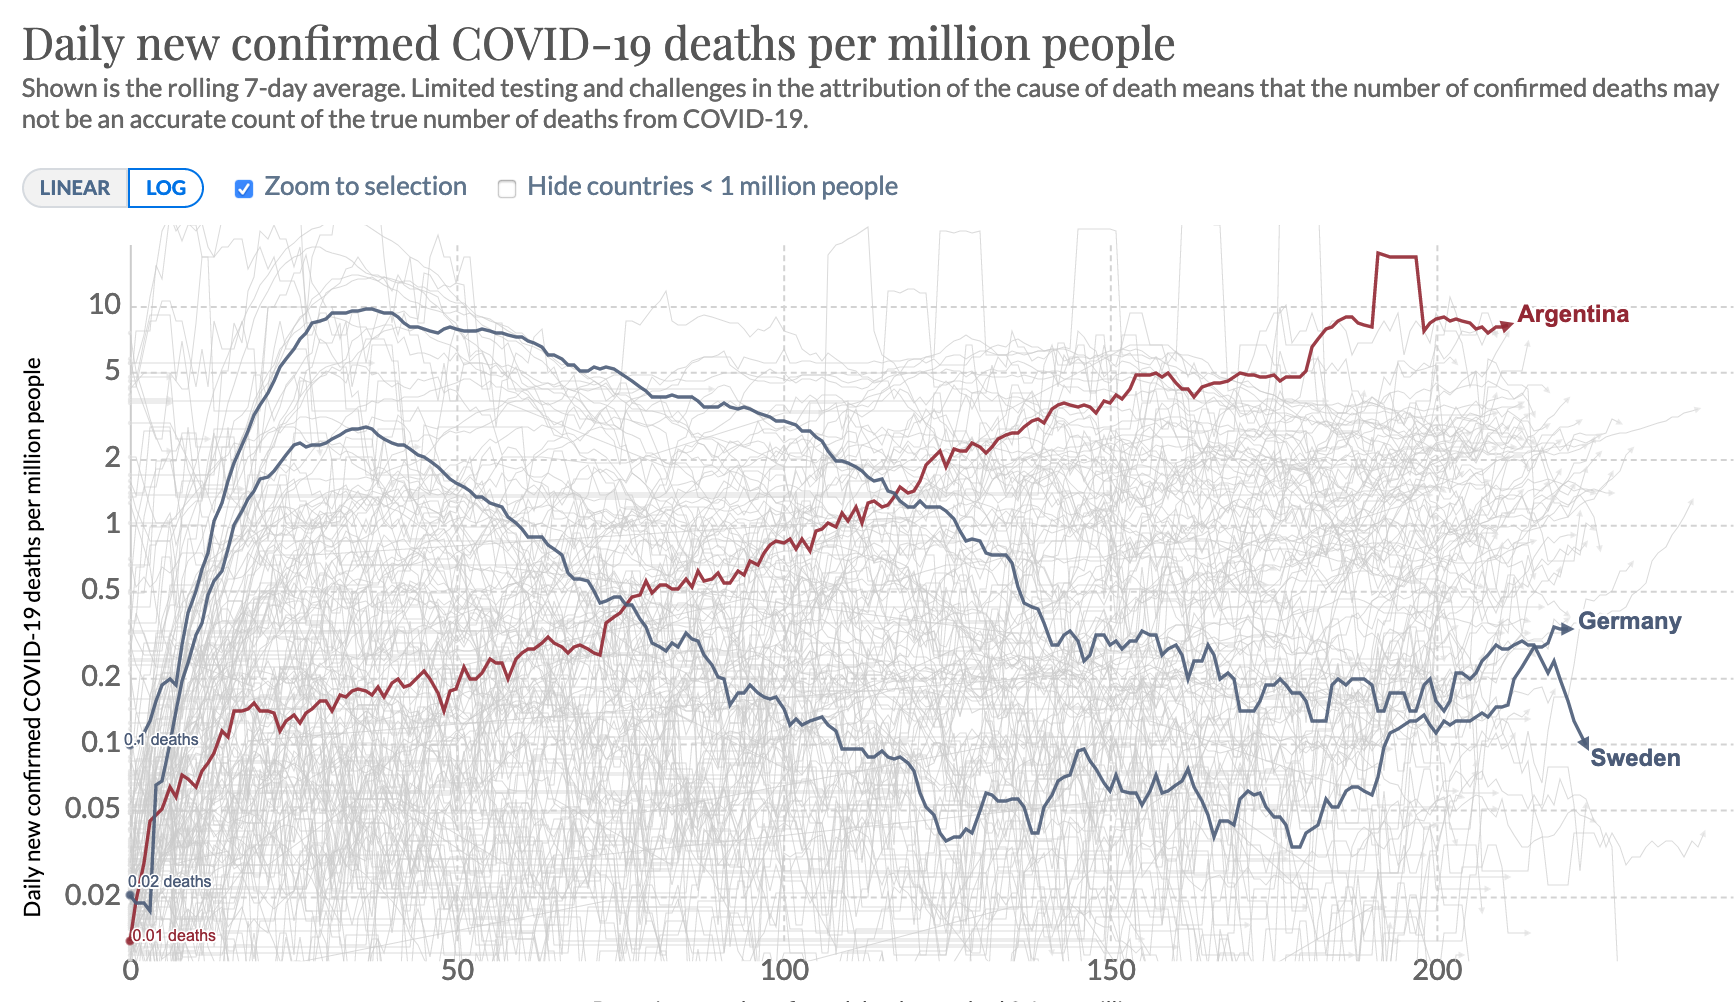 Daily new confirmed COVID-19 deaths per million people
Shown is the rolling 7-day average. Limited testing and challenges in the attribution of the cause of death means that the number of confirmed deaths may
not be an accurate count of the true number of deaths from COVID-19.
LINEAR LOG Zoom to selection Hide countries < 1 million people
Daily new confirmed COVID-19 deaths per million people
10
5
2
1
0.5
0.2
0.1
0.05
0.02
Argentina
Germany
Sweden
0.1 deaths
0.02 deaths
0.01 deaths
0 50 100 150 200